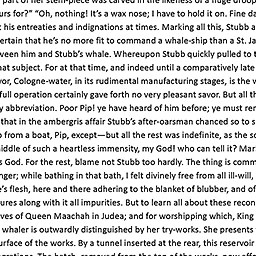 part of her stem-piece was carved in the likeness of a huge droop
urs for?” “Oh, nothing! It’s a wax nose; I have to hold it on. Fine da
t his entreaties and indignations at times. Marking all this, Stubb a
ertain that he’s no more fit to command a whale-ship than a St. Ja
ween him and Stubb’s whale. Whereupon Stubb quickly pulled to t
hat subject. For at that time, and indeed until a comparatively late
vor, Cologne-water, in its rudimental manufacturing stages, is the v
full operation certainly gave forth no very pleasant savor. But all th
y abbreviation. Poor Pip! ye have heard of him before; ye must rem
that in the ambergris affair Stubb’s after-oarsman chanced so to s
p from a boat, Pip, except—but all the rest was indefinite, as the so
iddle of such a heartless immensity, my God! who can tell it? Mar
s God. For the rest, blame not Stubb too hardly. The thing is comm
nger; while bathing in that bath, I felt divinely free from all ill-will,
e’s flesh, here and there adhering to the blanket of blubber, and of
ures along with it all impurities. But to learn all about these recon
ves of Queen Maachah in Judea; and for worshipping which, King
whaler is outwardly distinguished by her try-works. She presents
urface of the works. By a tunnel inserted at the rear, this reservoir